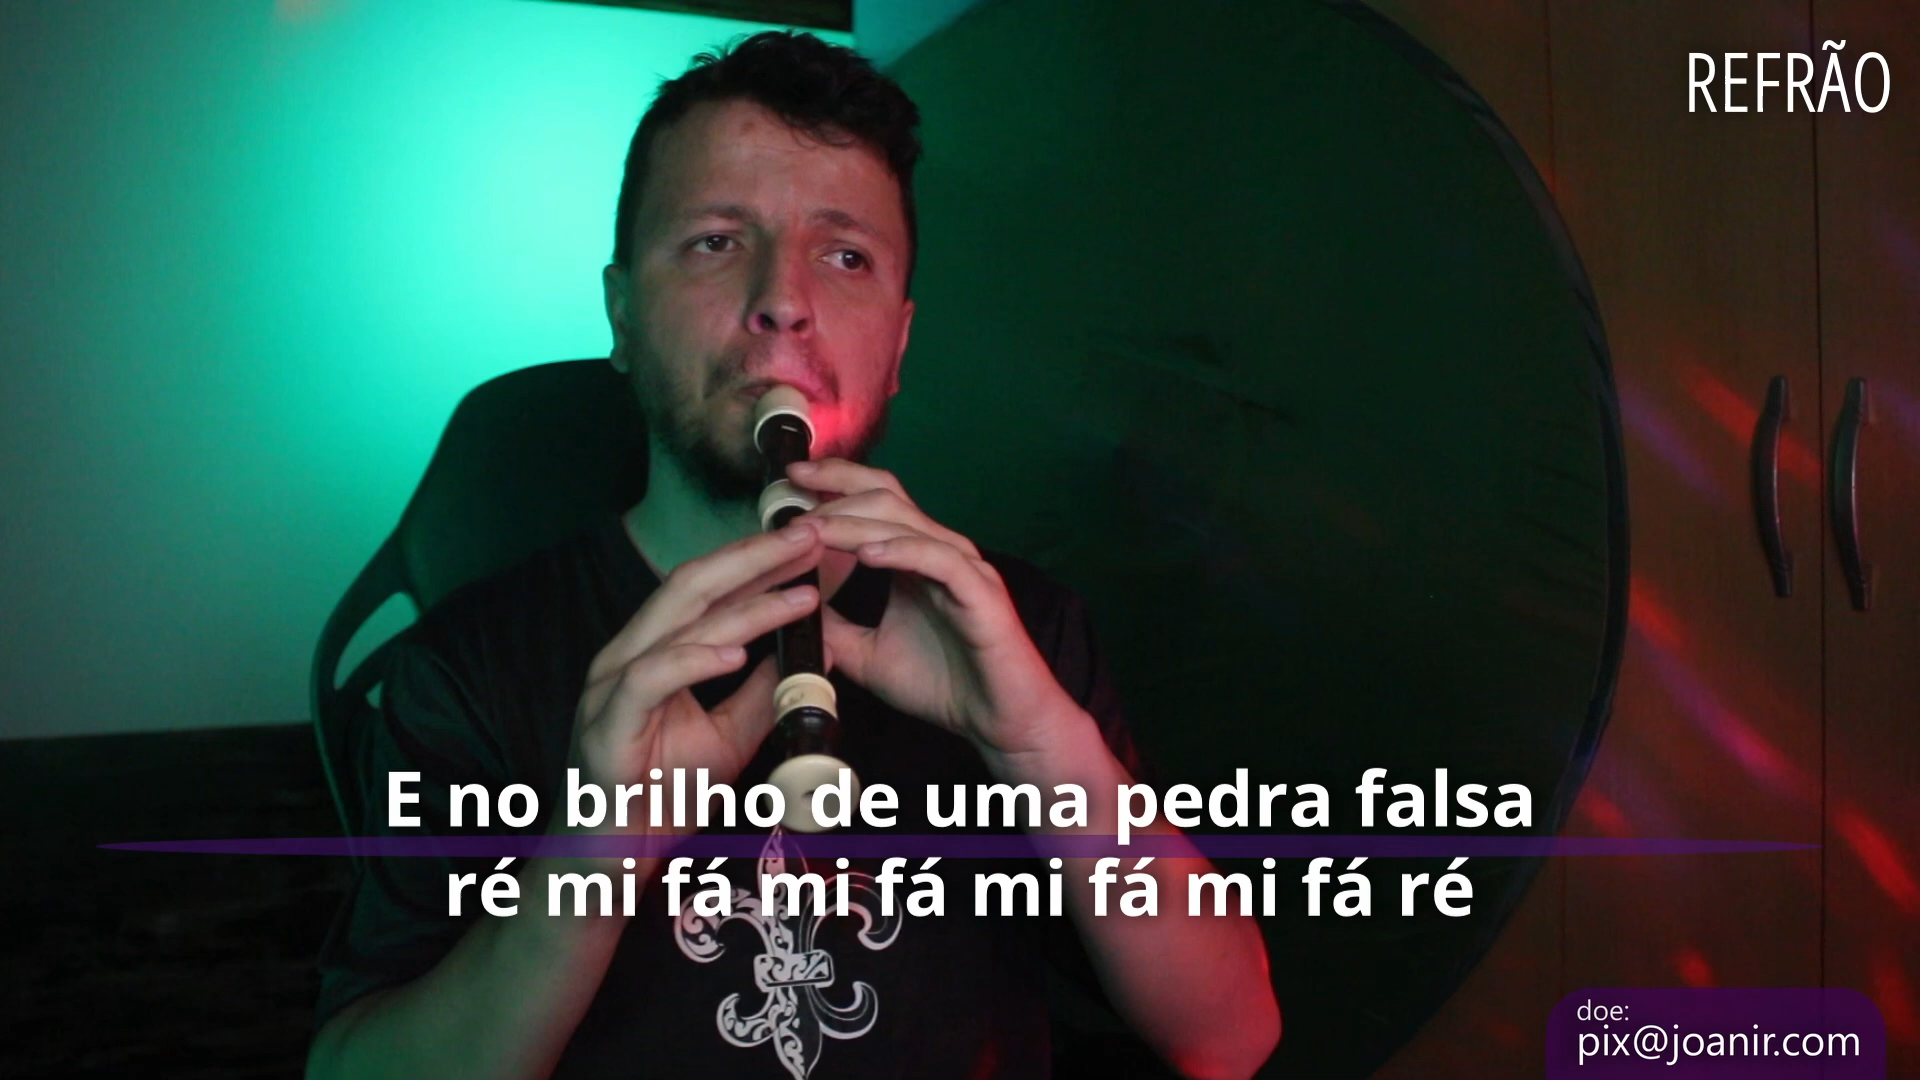 REFRÃO
E no brilho de uma pedra falsa
ré mi fá mi fá mi fá mi fá ré
doe:
pix@joanir.com